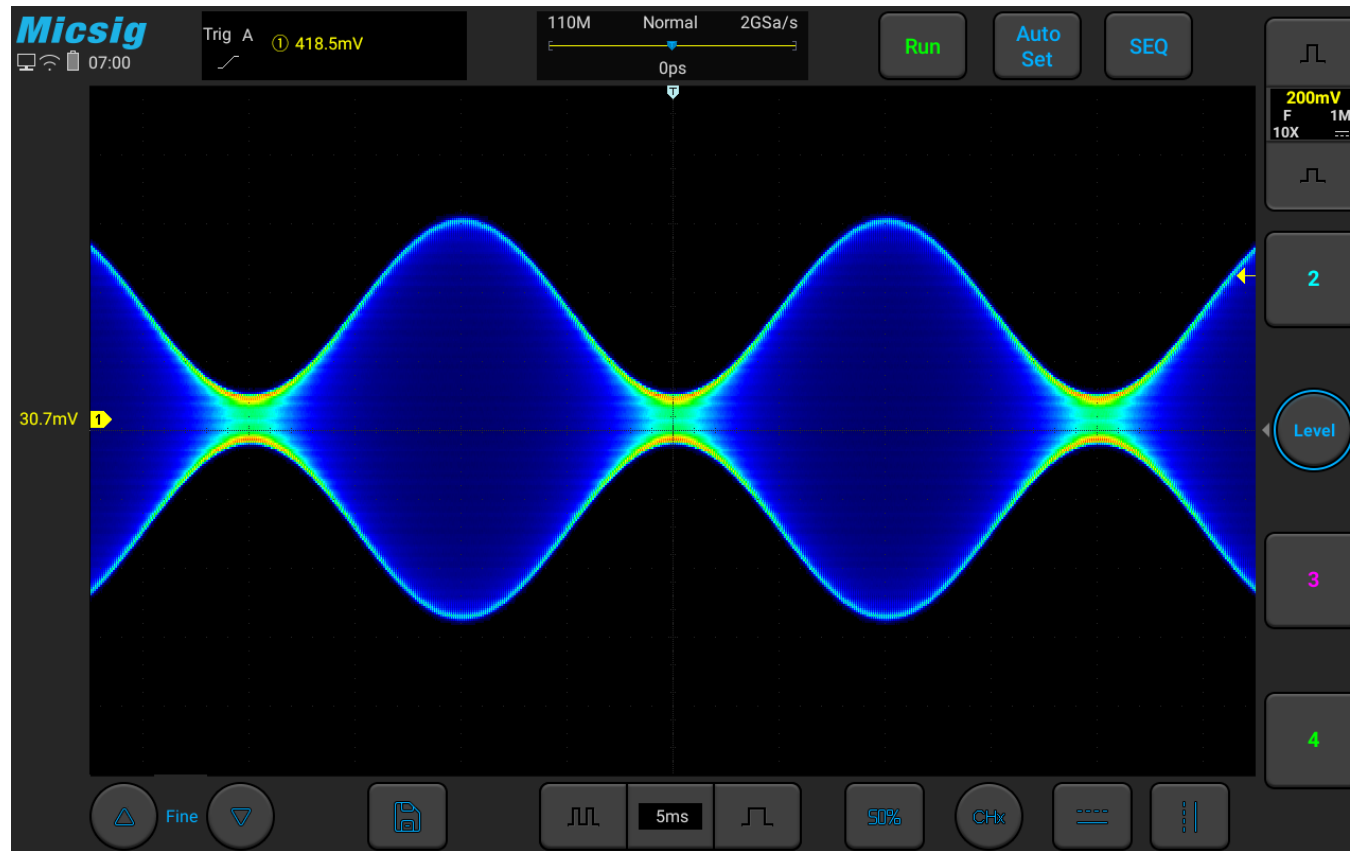 Micsig
07:00
Trig A ① 418.5mV
110M Normal 2GSa/s
0ps
Run
Auto
Set
SEQ
T
200mV
F 1M
10X
2
30.7mV 1
Level
3
4
Fine
5ms
50%
CHx